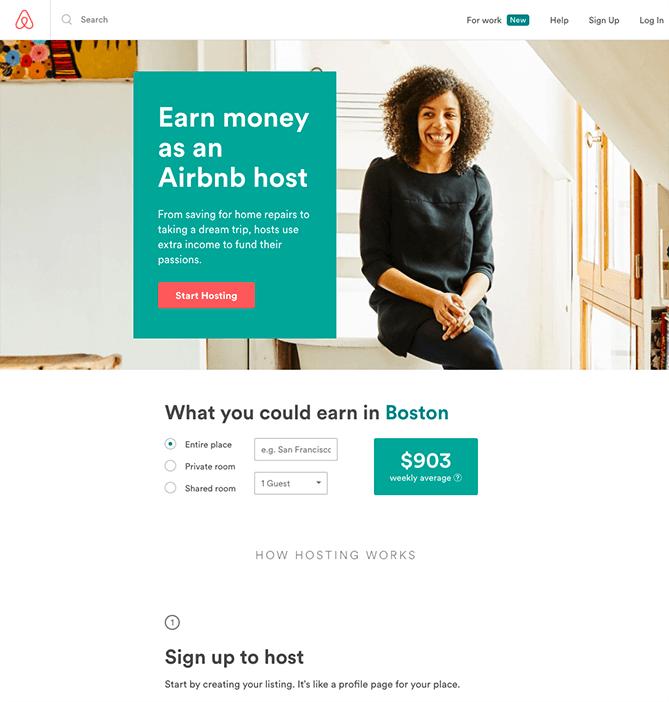 Search
For work New Help Sign Up Log In
Earn money
as an
Airbnb host
From saving for home repairs to
taking a dream trip, hosts use
extra income to fund their
passions.
Start Hosting
What you could earn in Boston
Entire place
Private room
Shared room
e.g. San Francisco
1 Guest
$903
weekly average ?
HOW HOSTING WORKS
1
Sign up to host
Start by creating your listing. It's like a profile page for your place.